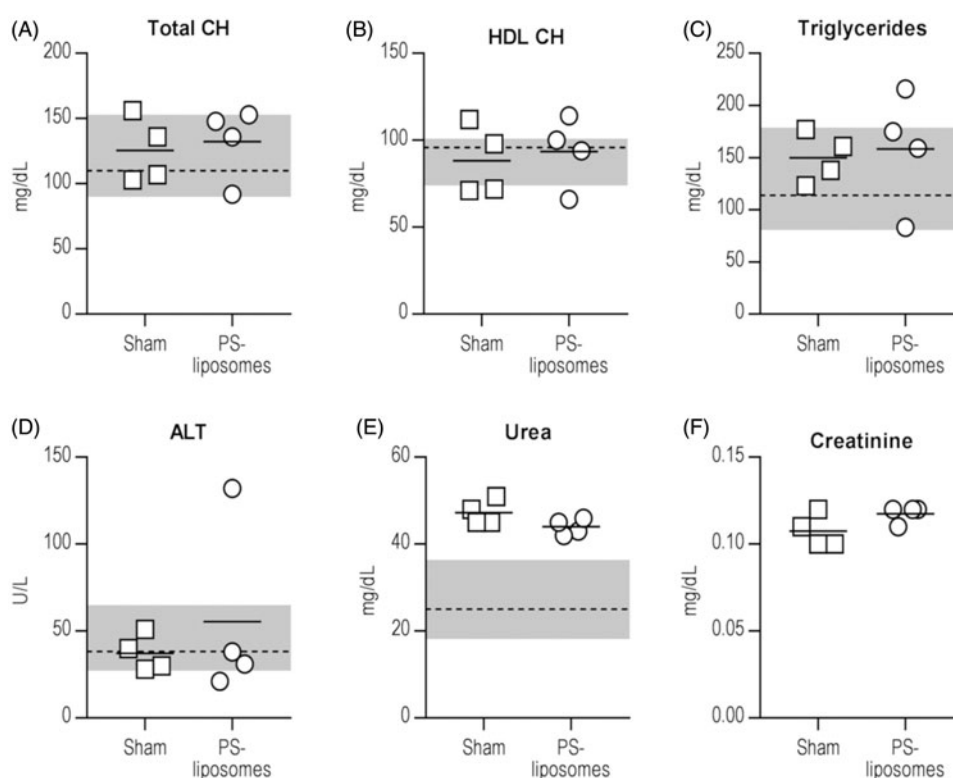 (A)
Total CH
200
150
100
50
0
mg/dL
Sham
PS-
liposomes
(B)
HDL CH
150
100
50
0
mg/dL
Sham
PS-
liposomes
(C)
Triglycerides
250
200
150
100
50
0
mg/dL
Sham
PS-
liposomes
(D)
ALT
150
100
50
0
U/L
Sham
PS-
liposomes
(E)
Urea
60
40
20
0
mg/dL
Sham
PS-
liposomes
(F)
Creatinine
0.15
0.10
0.05
0.00
mg/dL
Sham
PS-
liposomes